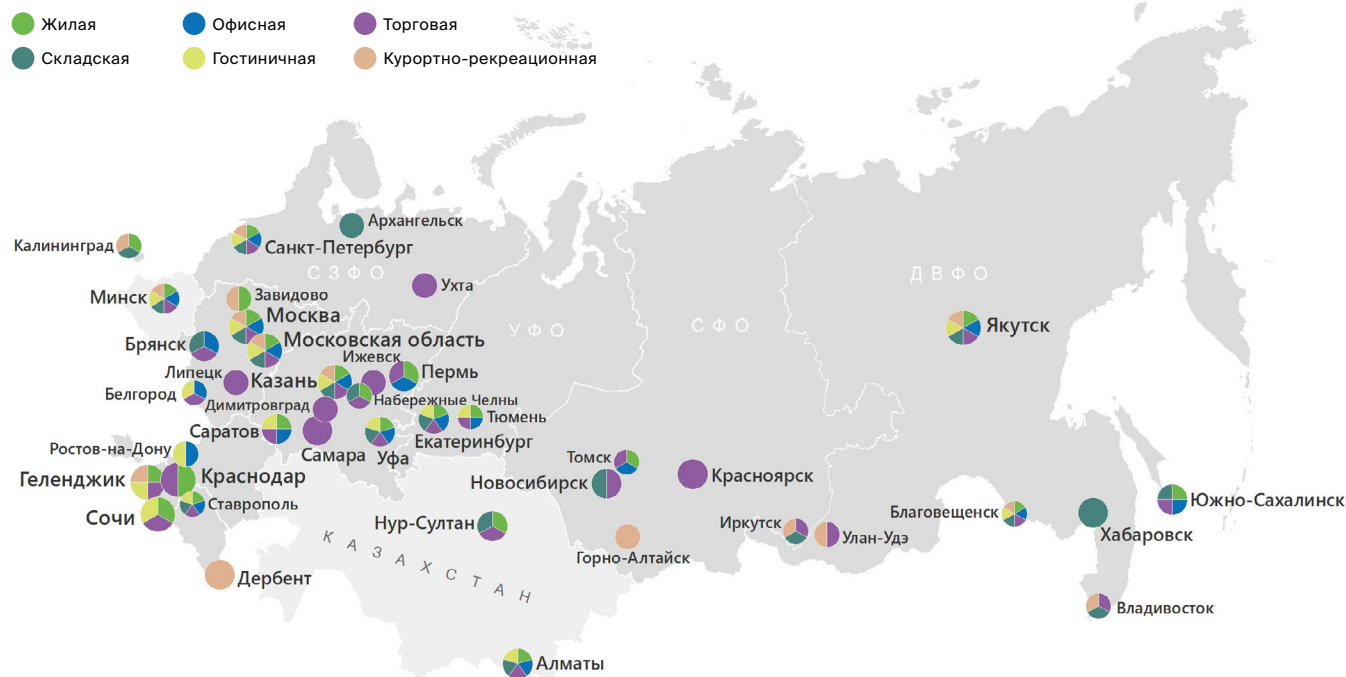 Жилая
Офисная
Торговая
Складская
Гостиничная
Курортно-рекреационная
Архангельск
Калининград
Санкт-Петербург
СЗФО
ДВФО
Ухта
Минск
Завидово
Москва
УФО
СФО
Якутск
Брянск
Московская область
Ижевск
Липецк
Казань
Пермь
Белгород
Димитровград
Набережные Челны
Саратов
Тюмень
Самара
Уфа
Екатеринбург
Ростов-на-Дону
Томск
Геленджик
Краснодар
Новосибирск
Красноярск
Ставрополь
Сочи
Нур-Султан
Иркутск
Улан-Удэ
Благовещенск
Южно-Сахалинск
Хабаровск
КАЗАХСТАН
Горно-Алтайск
Дербент
Владивосток
Алматы